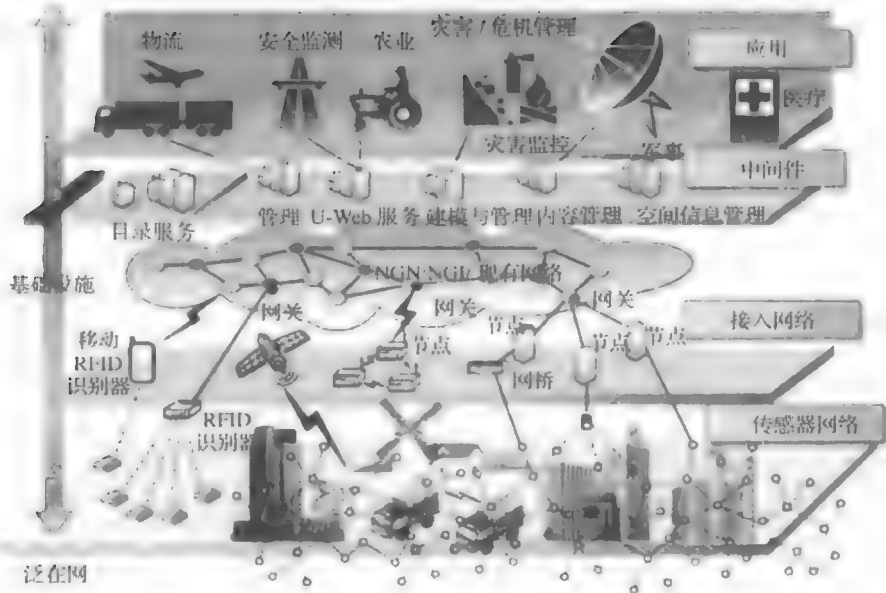 灾害/危机管理
物流
安全监测
农业
应用
医疗
灾害监控
军事
中间件
目录服务
管理 U-Web 服务建模与管理内容管理 空间信息管理
NGN/NGI/现有网络
基础设施
网关
网关
网关
接入网络
移动
RFID
识别器
节点
节点
节点
节点
网桥
RFID
识别器
传感器网络
泛在网